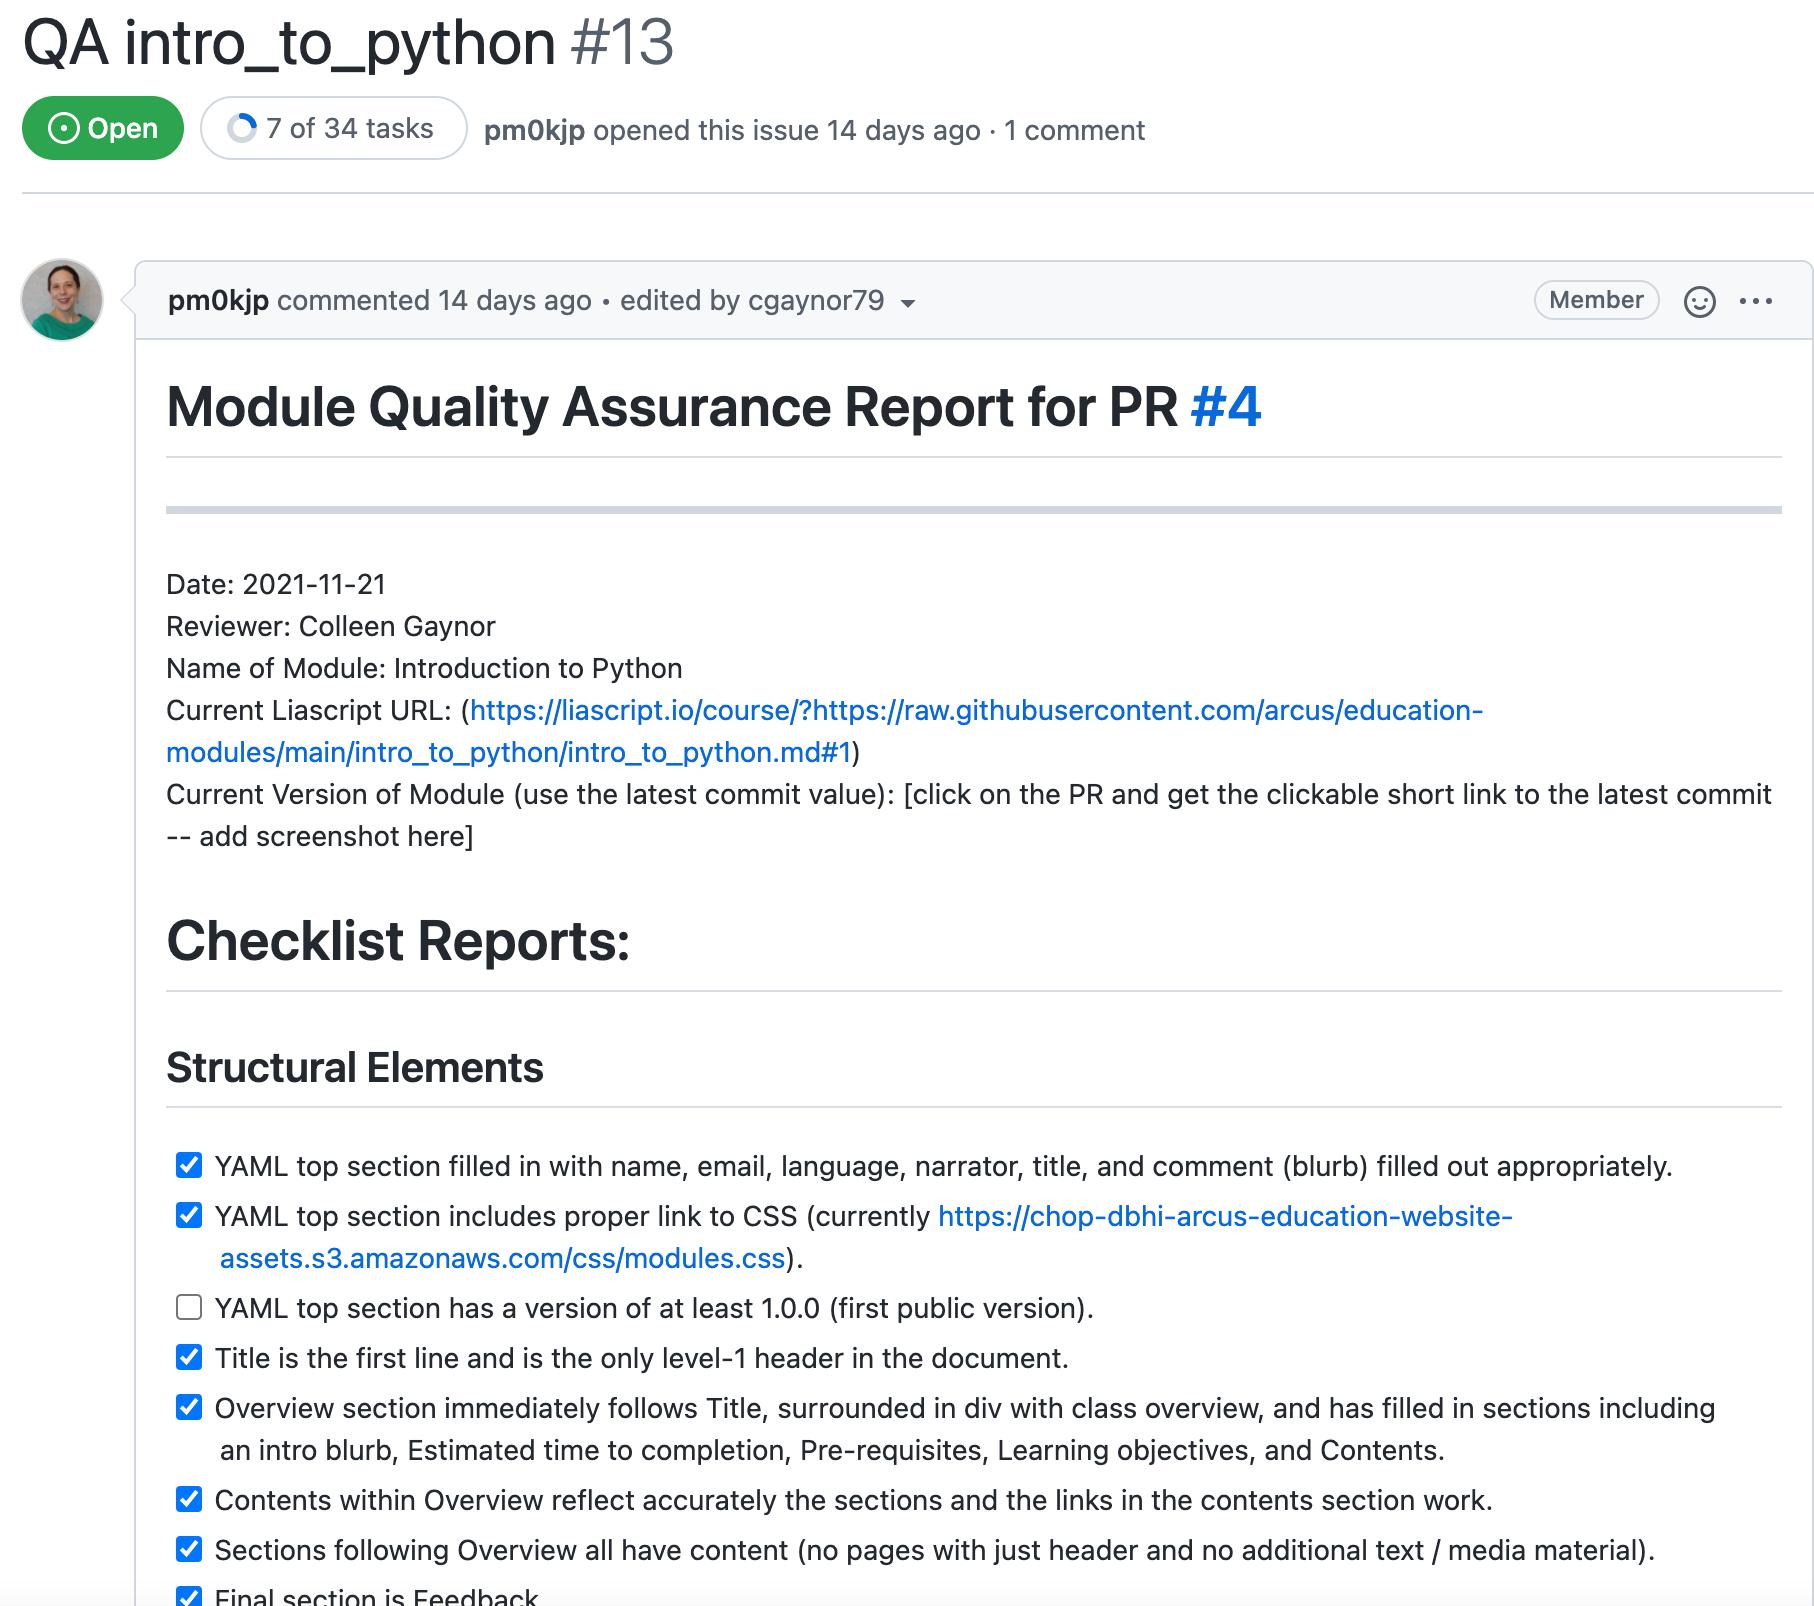 QA intro_to_python #13
Open
7 of 34 tasks
pm0kjp opened this issue 14 days ago · 1 comment
pm0kjp commented 14 days ago • edited by cgaynor79
Member
Module Quality Assurance Report for PR #4
Date: 2021-11-21
Reviewer: Colleen Gaynor
Name of Module: Introduction to Python
Current Liascript URL: (https://liascript.io/course/?https://raw.githubusercontent.com/arcus/education-
modules/main/intro_to_python/intro_to_python.md#1)
Current Version of Module (use the latest commit value): [click on the PR and get the clickable short link to the latest commit
-- add screenshot here]
Checklist Reports:
Structural Elements
YAML top section filled in with name, email, language, narrator, title, and comment (blurb) filled out appropriately.
YAML top section includes proper link to CSS (currently https://chop-dbhi-arcus-education-website-
assets.s3.amazonaws.com/css/modules.css).
YAML top section has a version of at least 1.0.0 (first public version).
Title is the first line and is the only level-1 header in the document.
Overview section immediately follows Title, surrounded in div with class overview, and has filled in sections including
an intro blurb, Estimated time to completion, Pre-requisites, Learning objectives, and Contents.
Contents within Overview reflect accurately the sections and the links in the contents section work.
Sections following Overview all have content (no pages with just header and no additional text / media material).
Final section is Feedback